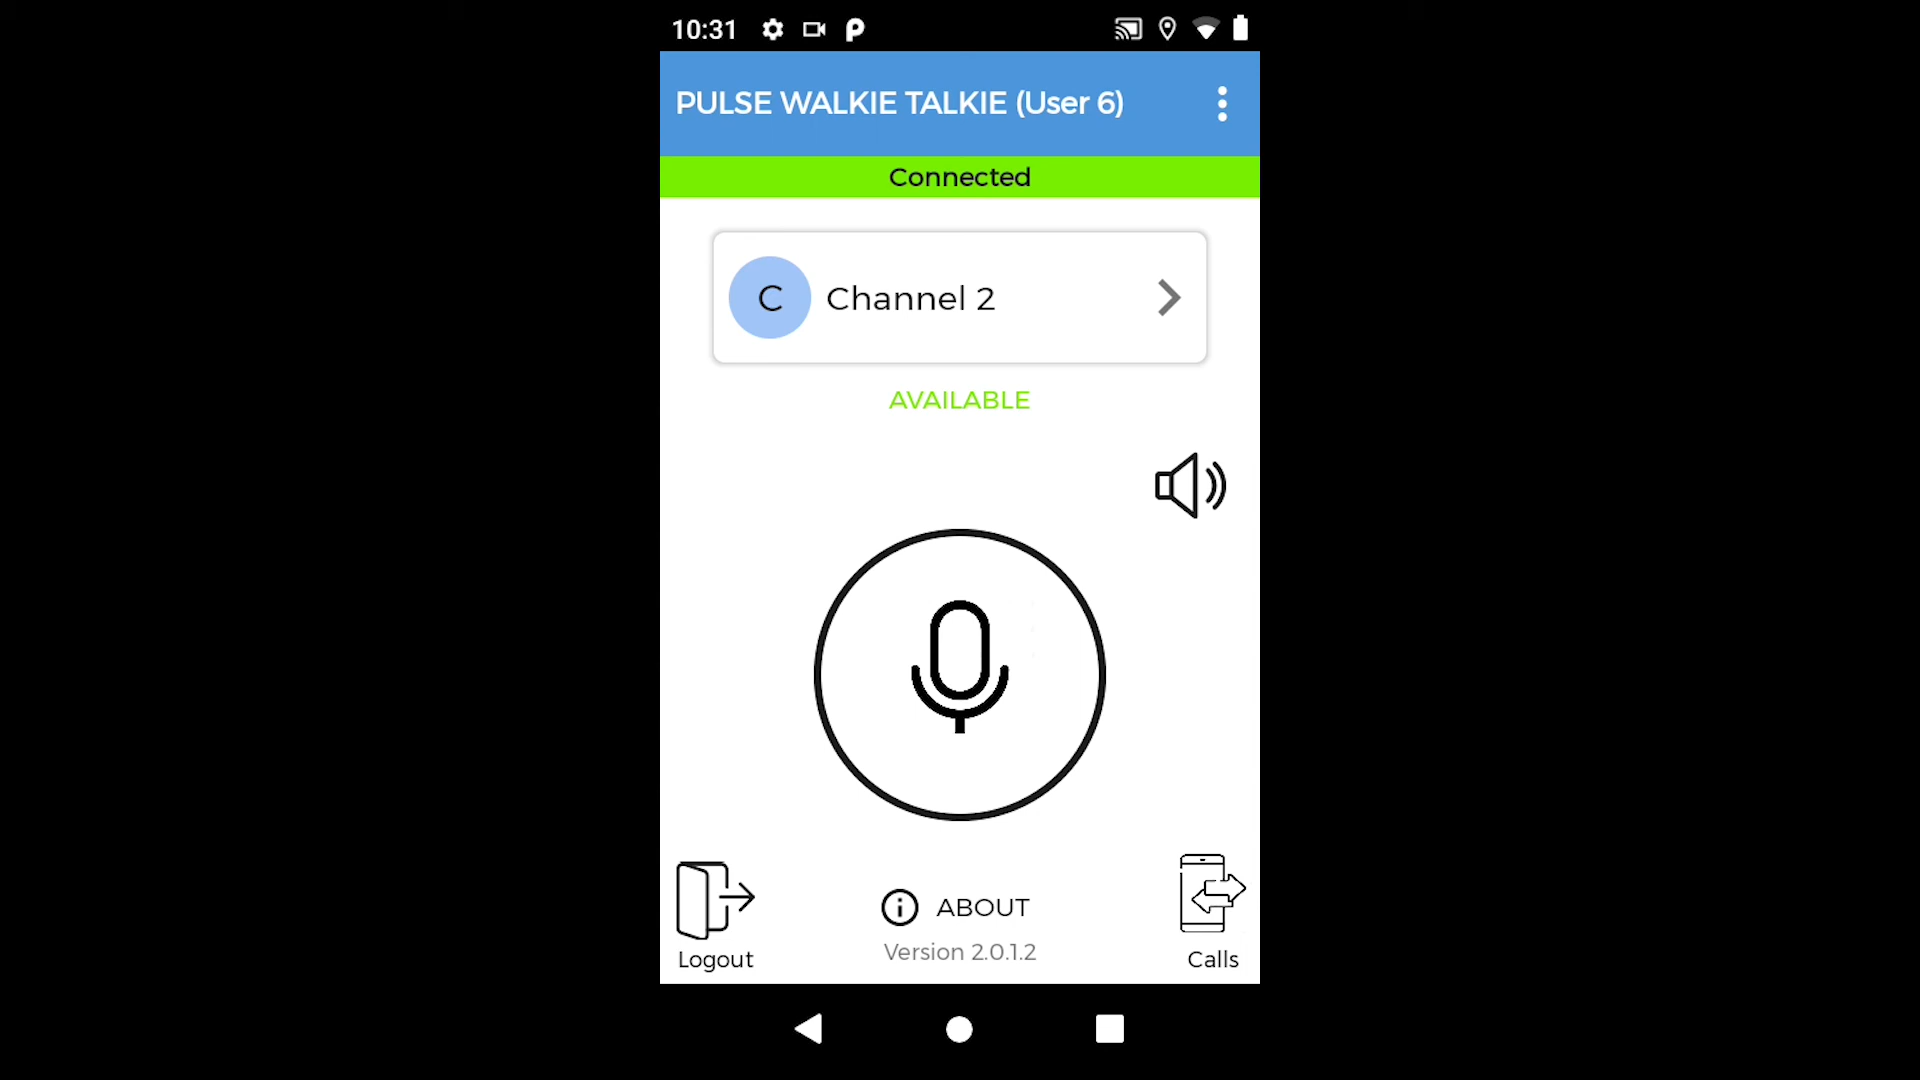 10:31
PULSE WALKIE TALKIE (User 6)
Connected
C Channel 2
AVAILABLE
ABOUT
Version 2.0.1.2
Logout
Calls